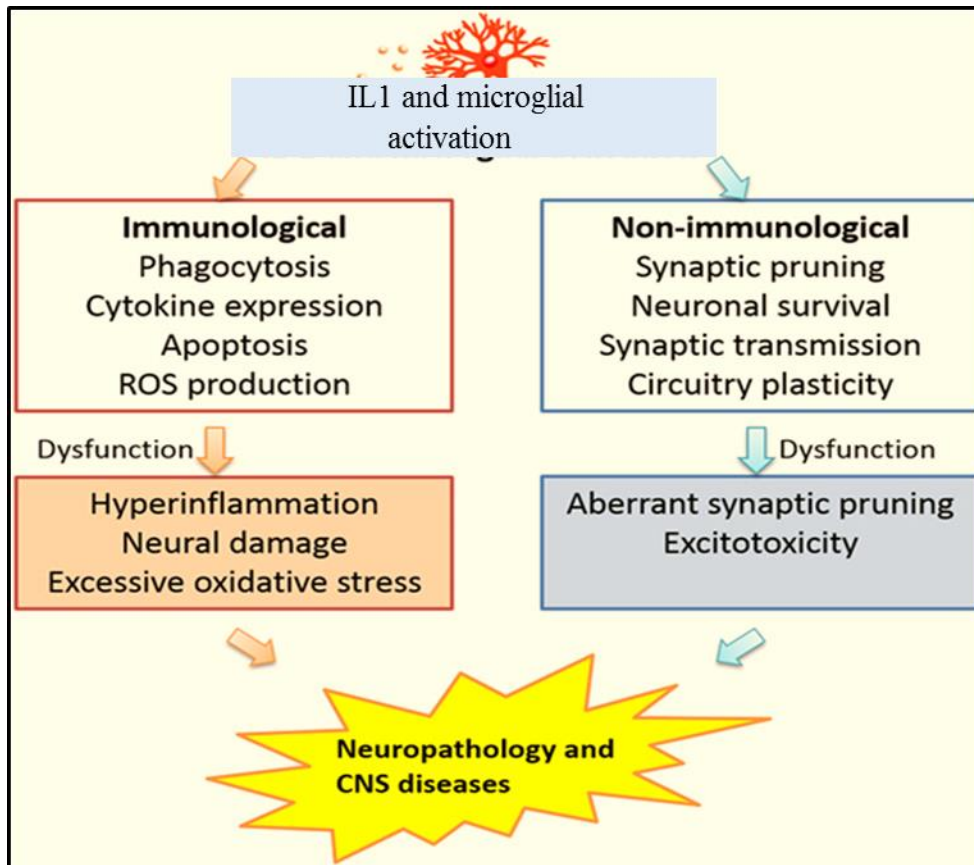 IL1 and microglial
activation
Immunological
Phagocytosis
Cytokine expression
Apoptosis
ROS production
Non-immunological
Synaptic pruning
Neuronal survival
Synaptic transmission
Circuitry plasticity
Dysfunction
Dysfunction
Hyperinflammation
Neural damage
Excessive oxidative stress
Aberrant synaptic pruning
Excitotoxicity
Neuropathology and
CNS diseases